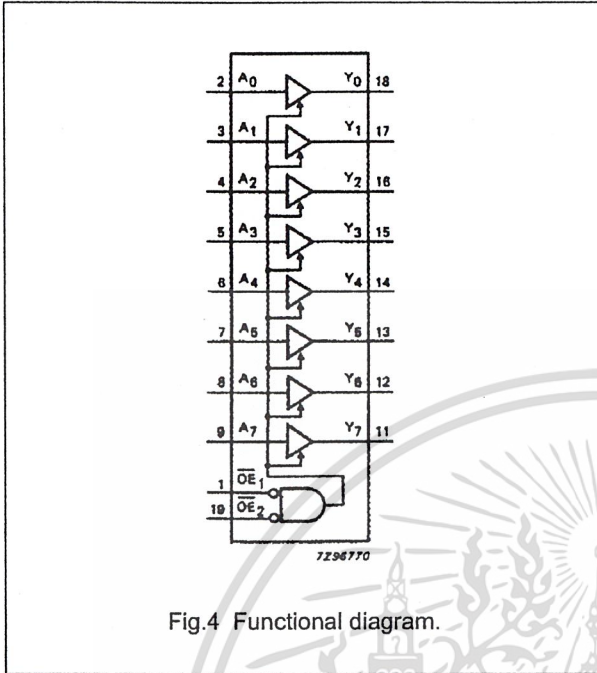 2 A0 Y0 18
3 A1 Y1 17
4 A2 Y2 16
5 A3 Y3 15
6 A4 Y4 14
7 A5 Y5 13
8 A6 Y6 12
9 A7 Y7 11
1 O̅E̅1
19 O̅E̅2
7Z96770
Fig.4 Functional diagram.